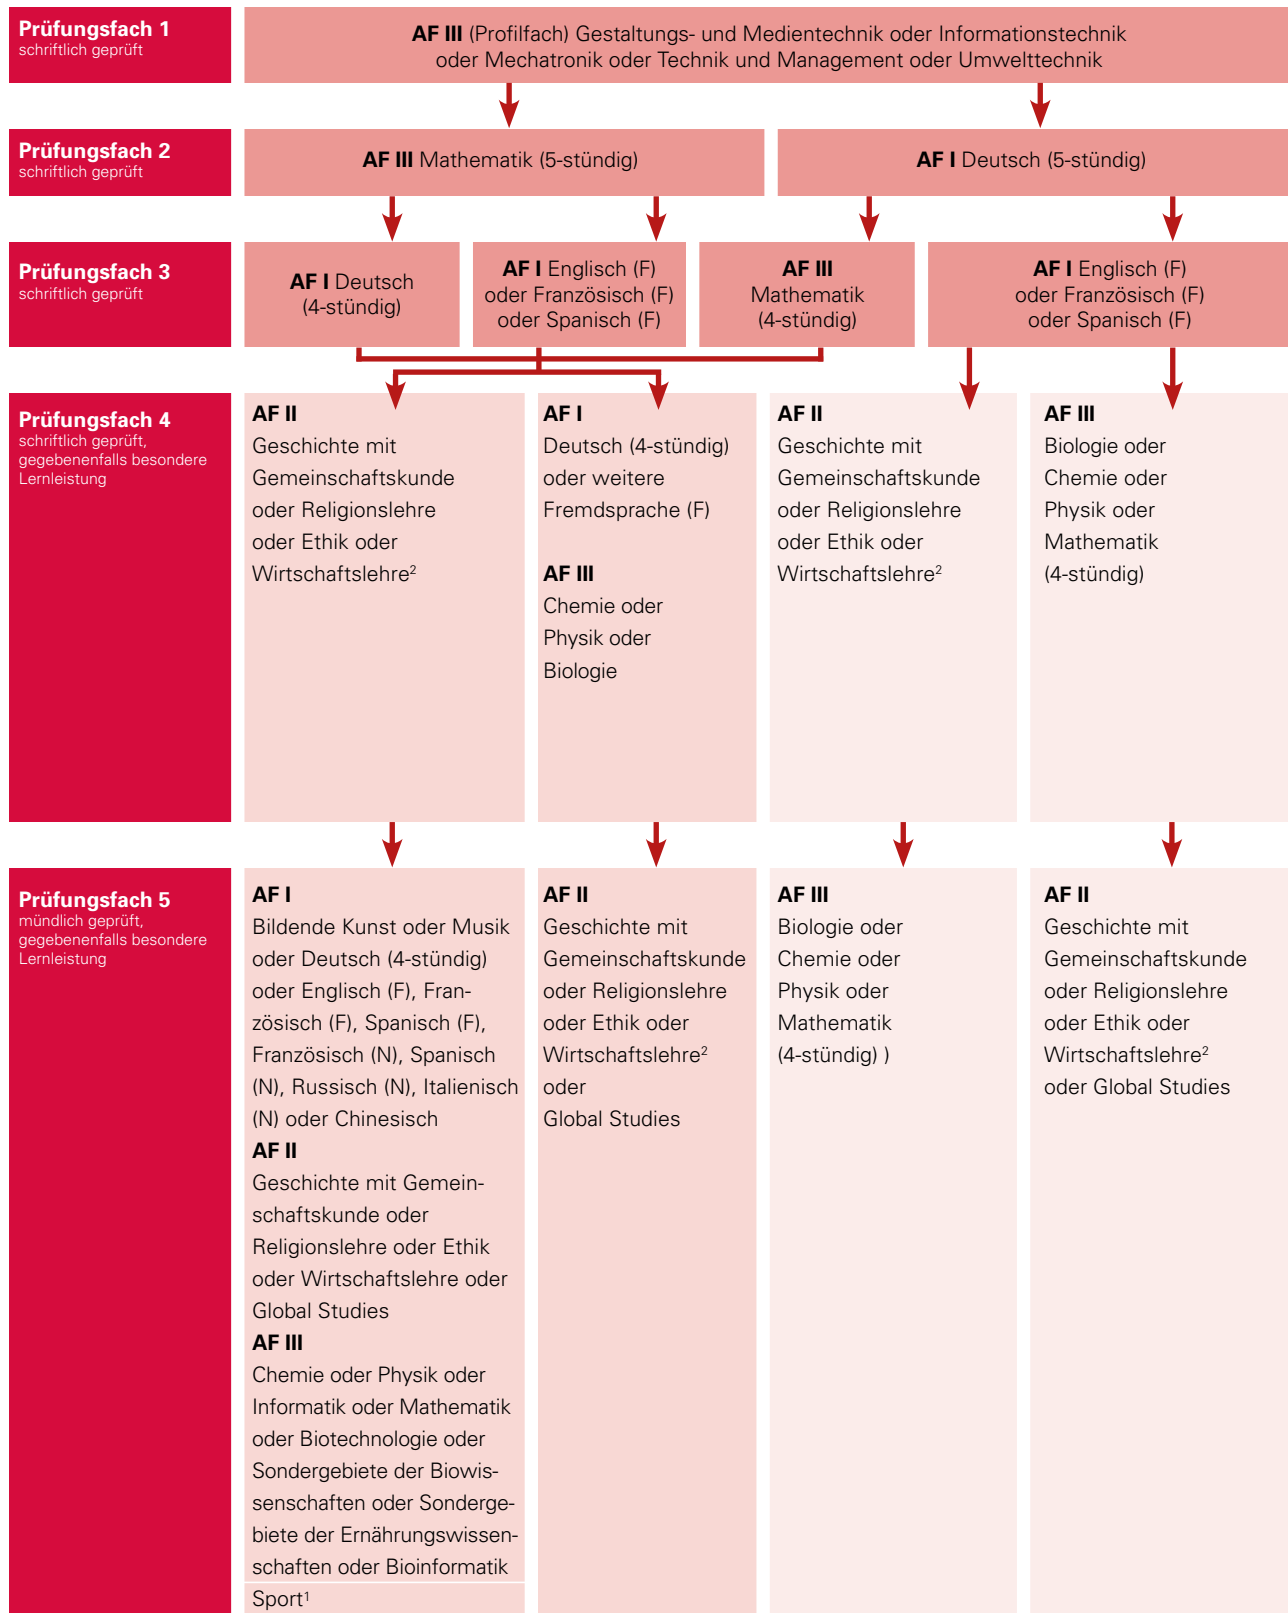 Prüfungsfach 1
schriftlich geprüft
AF III (Profilfach) Gestaltungs- und Medientechnik oder Informationstechnik
oder Mechatronik oder Technik und Management oder Umwelttechnik
Prüfungsfach 2
schriftlich geprüft
AF III Mathematik (5-stündig)
AF I Deutsch (5-stündig)
Prüfungsfach 3
schriftlich geprüft
AF I Deutsch
(4-stündig)
AF I Englisch (F)
oder Französisch (F)
oder Spanisch (F)
AF III
Mathematik
(4-stündig)
AF I Englisch (F)
oder Französisch (F)
oder Spanisch (F)
Prüfungsfach 4
schriftlich geprüft,
gegebenenfalls besondere
Lernleistung
AF II
Geschichte mit
Gemeinschaftskunde
oder Religionslehre
oder Ethik oder
Wirtschaftslehre²
AF I
Deutsch (4-stündig)
oder weitere
Fremdsprache (F)
AF III
Chemie oder
Physik oder
Biologie
AF II
Geschichte mit
Gemeinschaftskunde
oder Religionslehre
oder Ethik oder
Wirtschaftslehre²
AF III
Biologie oder
Chemie oder
Physik oder
Mathematik
(4-stündig)
Prüfungsfach 5
mündlich geprüft,
gegebenenfalls besondere
Lernleistung
AF I
Bildende Kunst oder Musik
oder Deutsch (4-stündig)
oder Englisch (F), Fran-
zösisch (F), Spanisch (F),
Französisch (N), Spanisch
(N), Russisch (N), Italienisch
(N) oder Chinesisch
AF II
Geschichte mit Gemein-
schaftskunde oder
Religionslehre oder Ethik
oder Wirtschaftslehre oder
Global Studies
AF III
Chemie oder Physik oder
Informatik oder Mathematik
oder Biotechnologie oder
Sondergebiete der Biowis-
senschaften oder Sonderge-
biete der Ernährungswissen-
schaften oder Bioinformatik
Sport¹
AF II
Geschichte mit
Gemeinschaftskunde
oder Religionslehre
oder Ethik oder
Wirtschaftslehre²
oder
Global Studies
AF III
Biologie oder
Chemie oder
Physik oder
Mathematik
(4-stündig) )
AF II
Geschichte mit
Gemeinschaftskunde
oder Religionslehre
oder Ethik oder
Wirtschaftslehre²
oder Global Studies